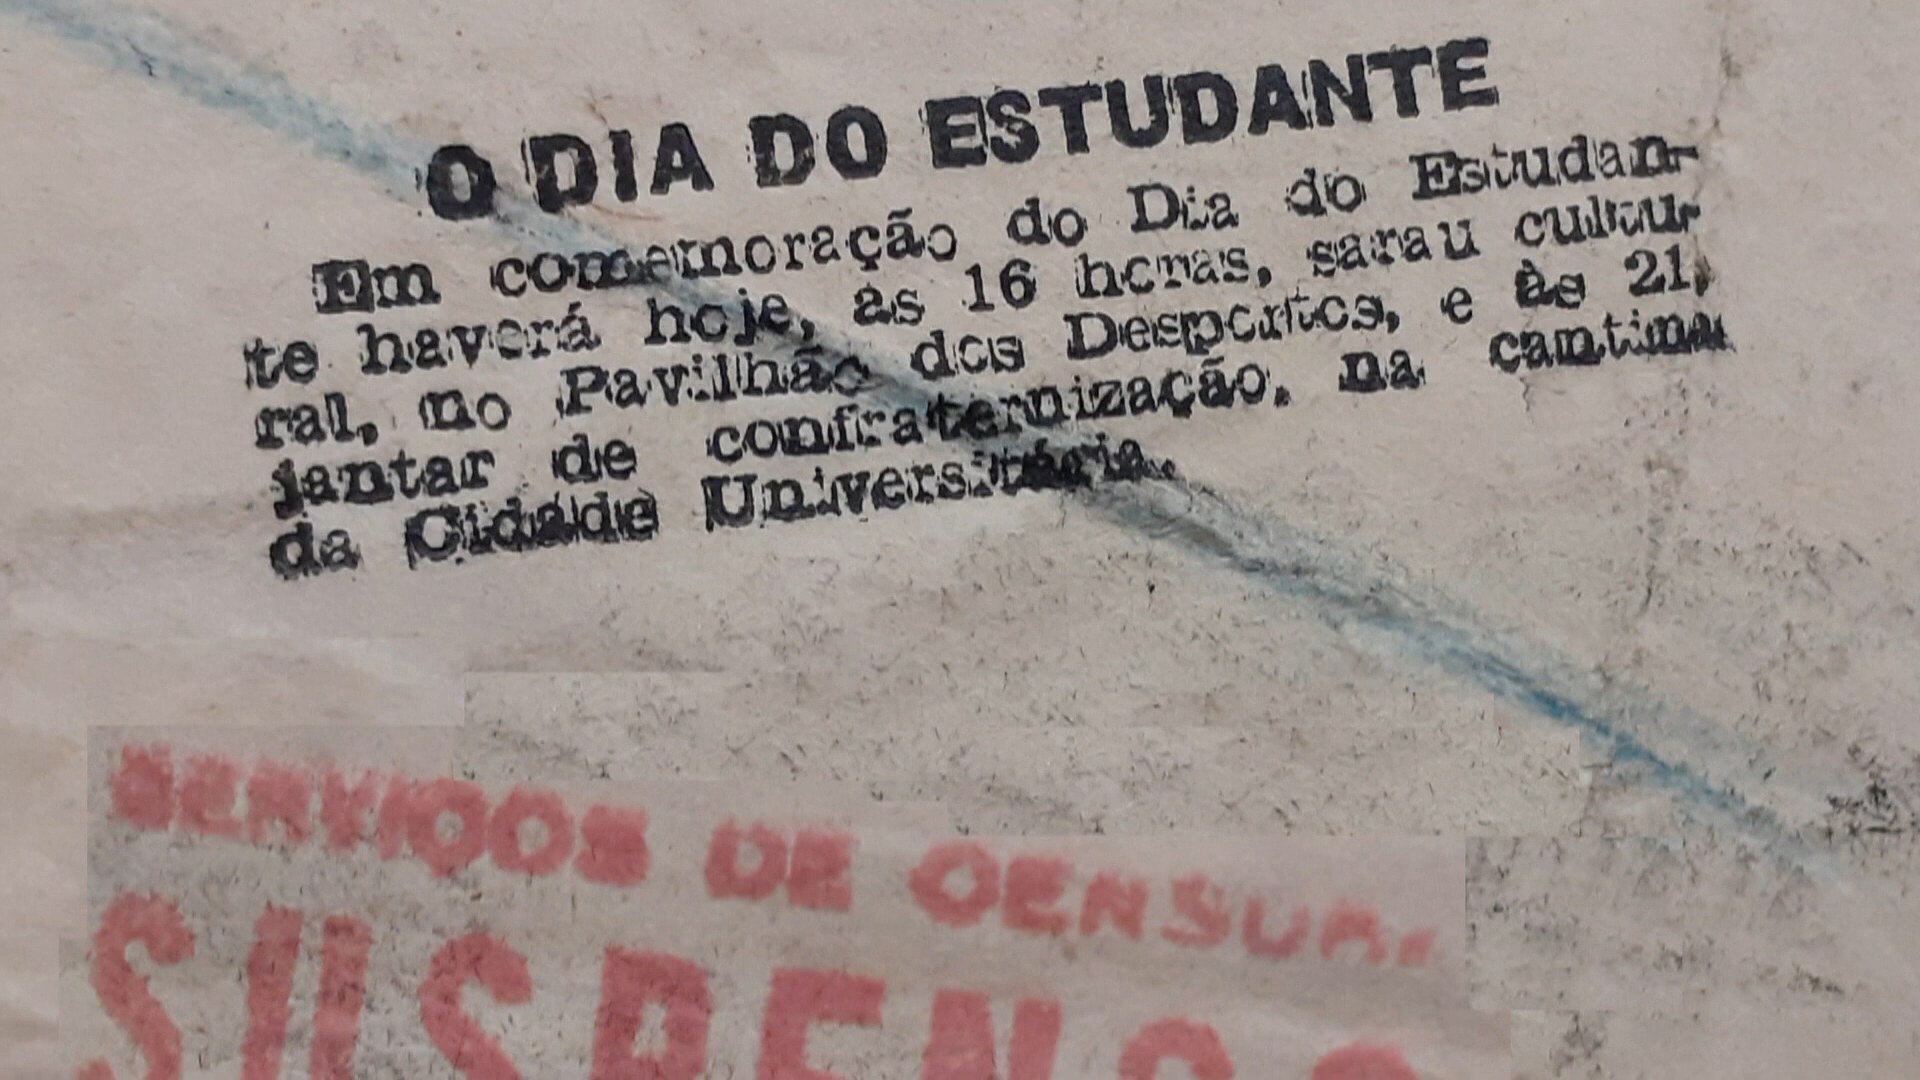 O DIA DO ESTUDANTE
Em comemoração do Dia do Estudan-
te haverá hoje, às 16 horas, sarau cultu-
ral, no Pavilhão dos Desportos, e às 21,
jantar de confraternização, na cantina
da Cidade Universitária.
SERVIÇOS DE CENSURA
SUSPENSO